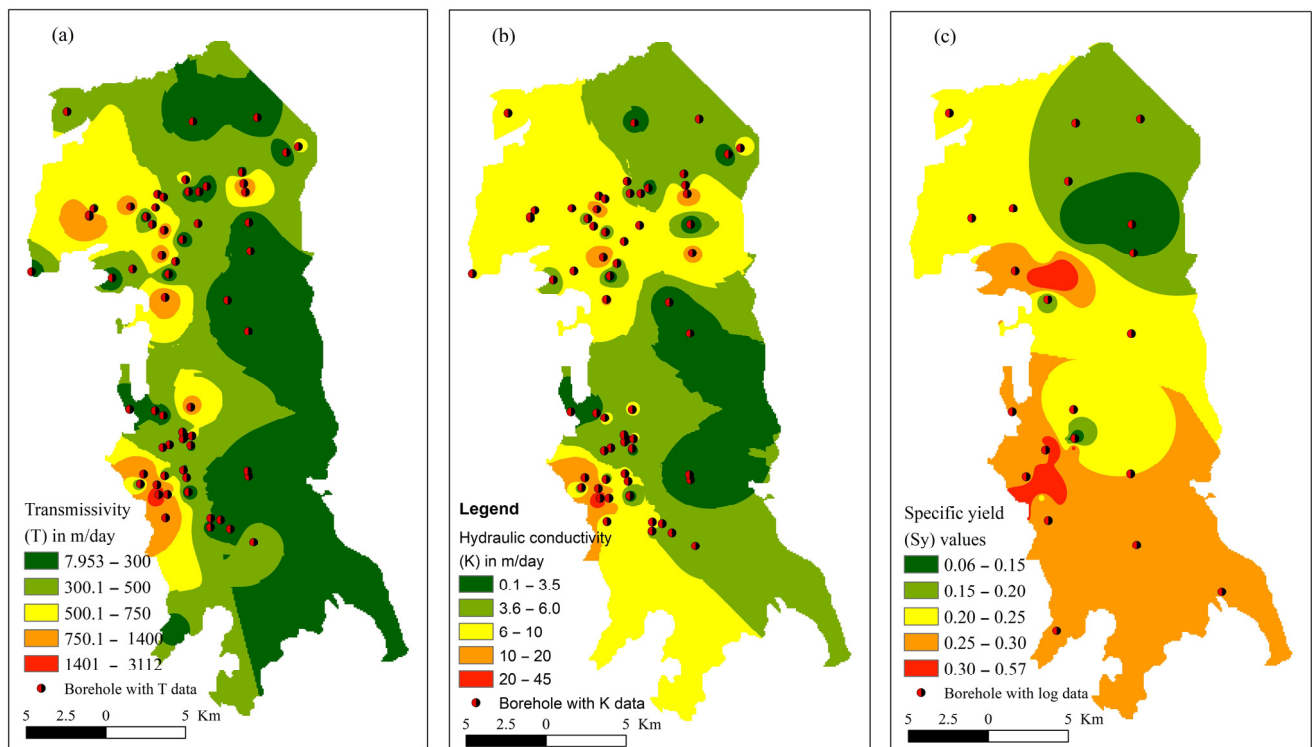 (a)
Transmissivity
(T) in m/day
7.953 – 300
300.1 – 500
500.1 – 750
750.1 – 1400
1401 – 3112
Borehole with T data
5 2.5 0 5 Km
(b)
Legend
Hydraulic conductivity
(K) in m/day
0.1 – 3.5
3.6 – 6.0
6 – 10
10 – 20
20 – 45
Borehole with K data
5 2.5 0 5 Km
(c)
Specific yield
(Sy) values
0.06 – 0.15
0.15 – 0.20
0.20 – 0.25
0.25 – 0.30
0.30 – 0.57
Borehole with log data
5 2.5 0 5 Km